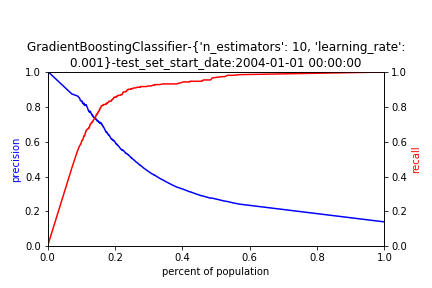 GradientBoostingClassifier-{'n_estimators': 10, 'learning_rate':
0.001}-test_set_start_date:2004-01-01 00:00:00
1.0
0.8
0.6
0.4
0.2
0.0
precision
1.0
0.8
0.6
0.4
0.2
0.0
recall
0.0 0.2 0.4 0.6 0.8 1.0
percent of population